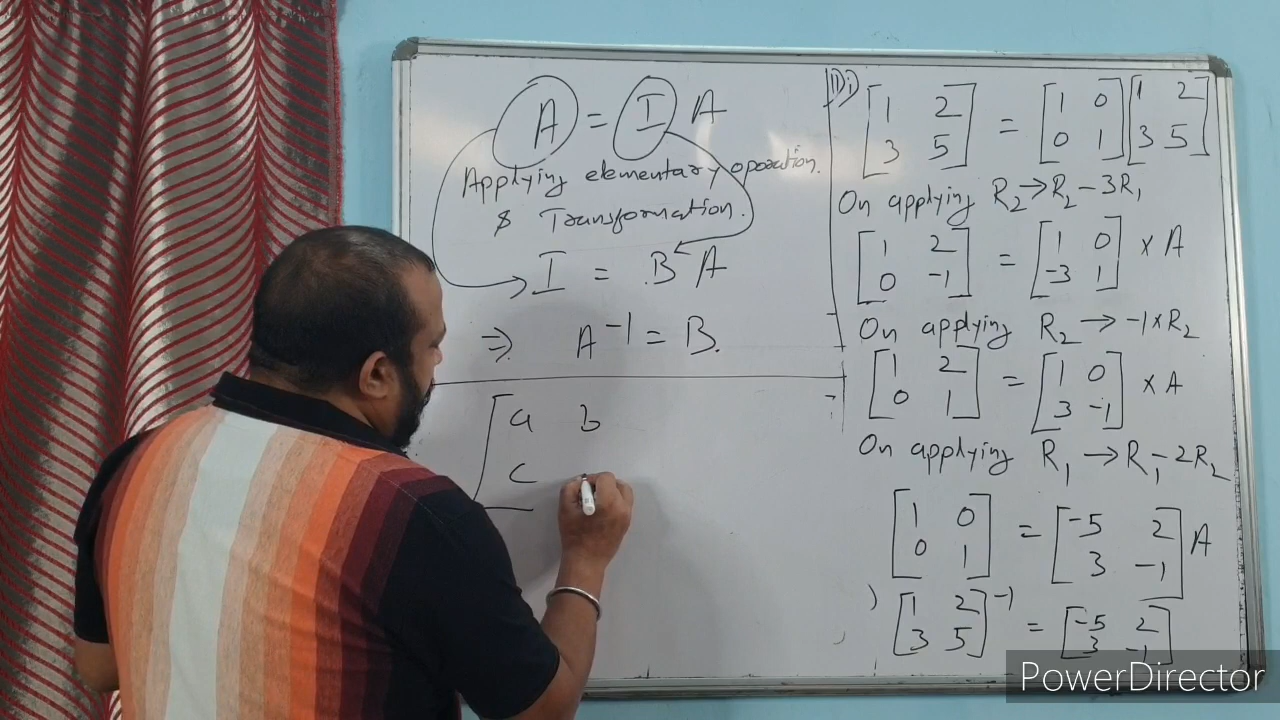 A = I A
Applying elementary operation.
$ Transformation.
I = B A
⇒ A⁻¹ = B.
[a b
c
i) [1 2; 3 5] = [1 0; 0 1] [1 2; 3 5]
On applying R₂ → R₂ - 3R₁
[1 2; 0 -1] = [1 0; -3 1] × A
On applying R₂ → -1×R₂
[1 2; 0 1] = [1 0; 3 -1] × A
On applying R₁ → R₁ - 2R₂
[1 0; 0 1] = [-5 2; 3 -1] A
[1 2; 3 5]⁻¹ = [-5 2; 3 -1]
PowerDirector